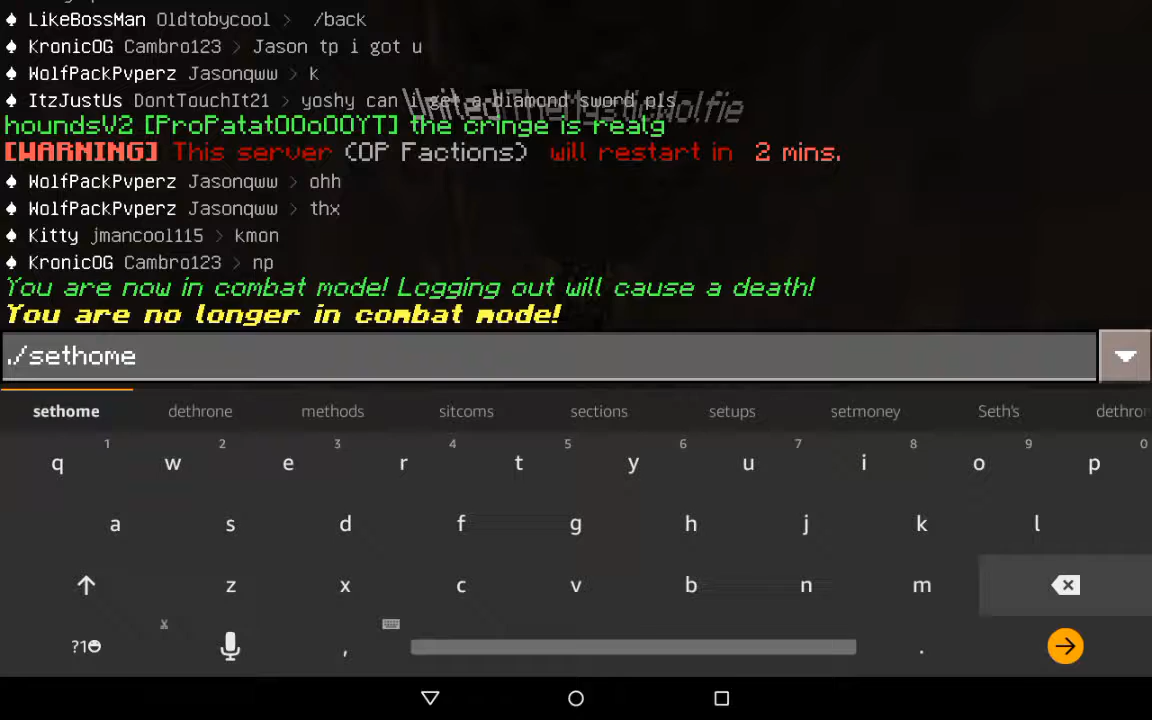 ♠ LikeBossMan Oldtobycool > /back
♠ KronicOG Cambro123 > Jason tp i got u
♠ WolfPackPvperz Jasonqww > k
♠ ItzJustUs DontTouchIt21 > yoshy can i get a diamond sword pls
UnitedTheMysticWolfie
houndsV2 [ProPatatOOoOOYT] the cringe is realg
[WARNING] This server (OP Factions) will restart in 2 mins.
♠ WolfPackPvperz Jasonqww > ohh
♠ WolfPackPvperz Jasonqww > thx
♠ Kitty jmancool115 > kmon
♠ KronicOG Cambro123 > np
You are now in combat mode! Logging out will cause a death!
You are no longer in combat mode!
./sethome
sethome dethrone methods sitcoms sections setups setmoney Seth's dethro
1 2 3 4 5 6 7 8 9 0
q w e r t y u i o p
a s d f g h j k l
z x c v b n m
?1☻ , .